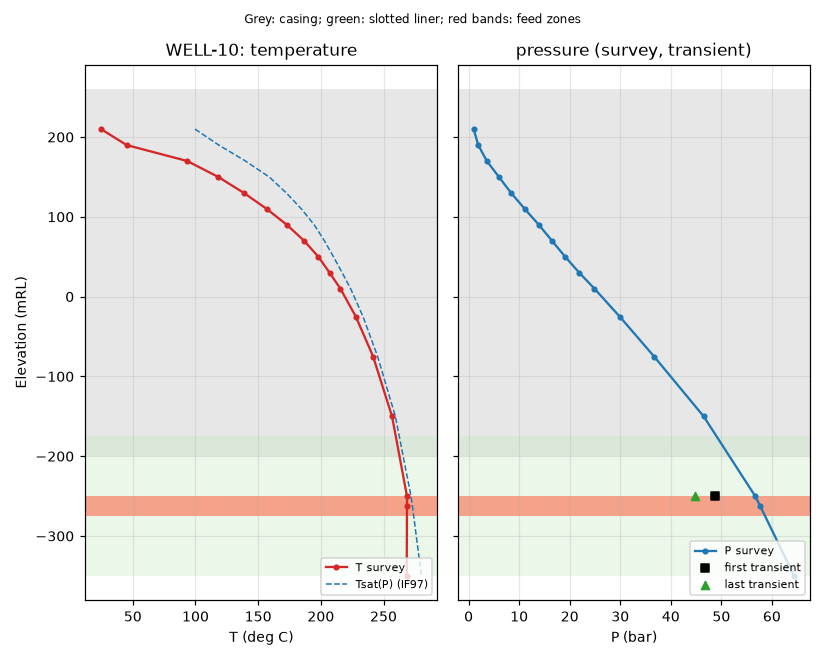 Grey: casing; green: slotted liner; red bands: feed zones
WELL-10: temperature
pressure (survey, transient)
Elevation (mRL)
200
100
0
−100
−200
−300
50
100
150
200
250
T (deg C)
T survey
Tsat(P) (IF97)
0
10
20
30
40
50
60
P (bar)
P survey
first transient
last transient